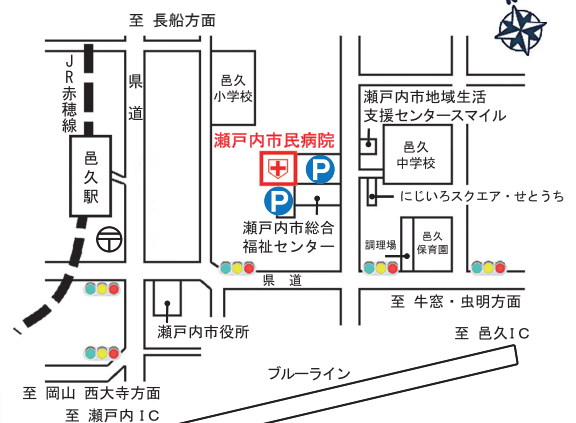 至 長船方面
JR赤穂線
県道
邑久
小学校
瀬戸内市地域生活
支援センタースマイル
瀬戸内市民病院
邑久
中学校
邑久駅
P
P
にじいろスクエア・せとうち
瀬戸内市総合
福祉センター
調理場
邑久
保育園
県 道
至 牛窓・虫明方面
瀬戸内市役所
至 邑久IC
ブルーライン
至 岡山 西大寺方面
至 瀬戸内 IC